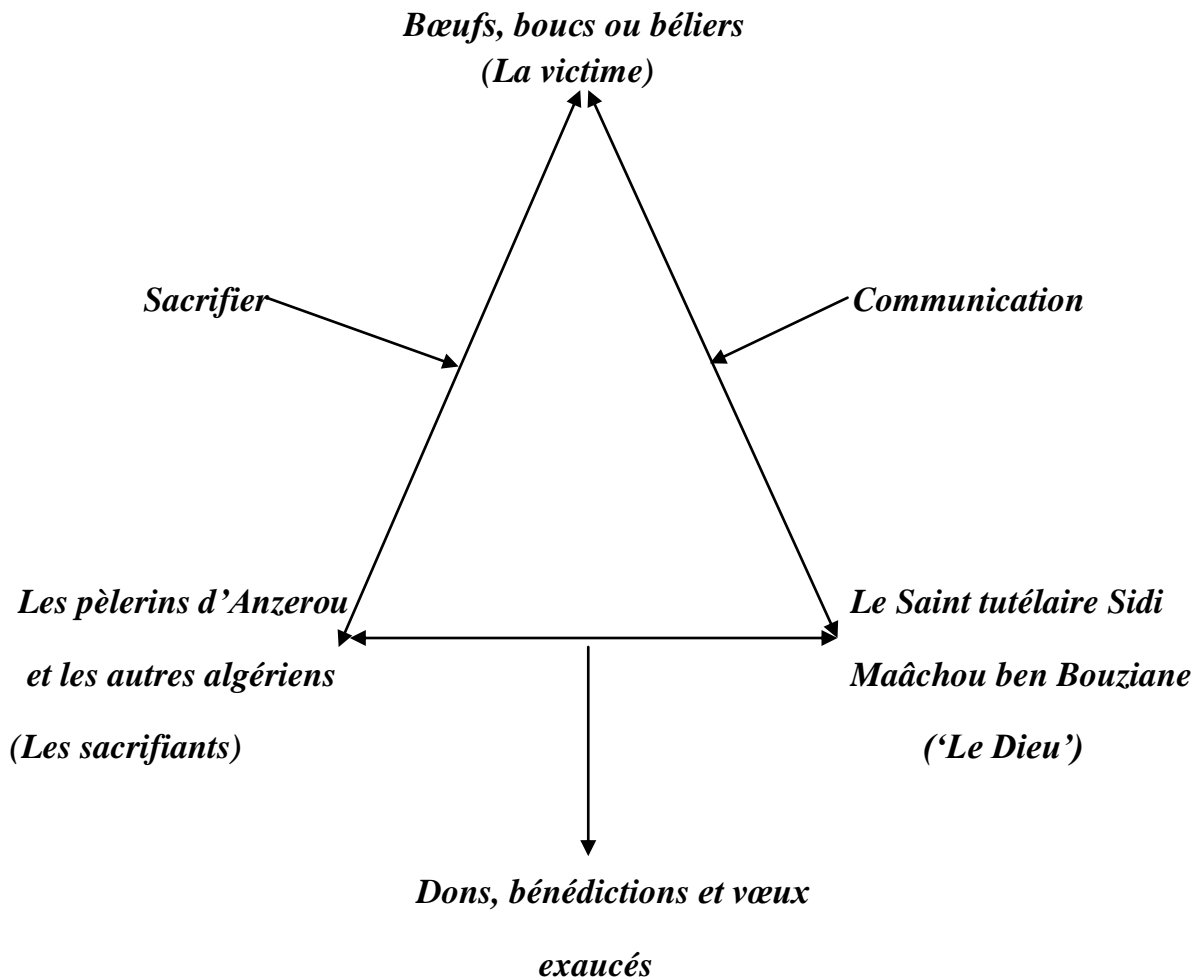 Bœufs, boucs ou béliers
(La victime)
Sacrifier
Communication
Les pèlerins d’Anzerou
et les autres algériens
(Les sacrifiants)
Le Saint tutélaire Sidi
Maâchou ben Bouziane
(‘Le Dieu’)
Dons, bénédictions et vœux
exaucés